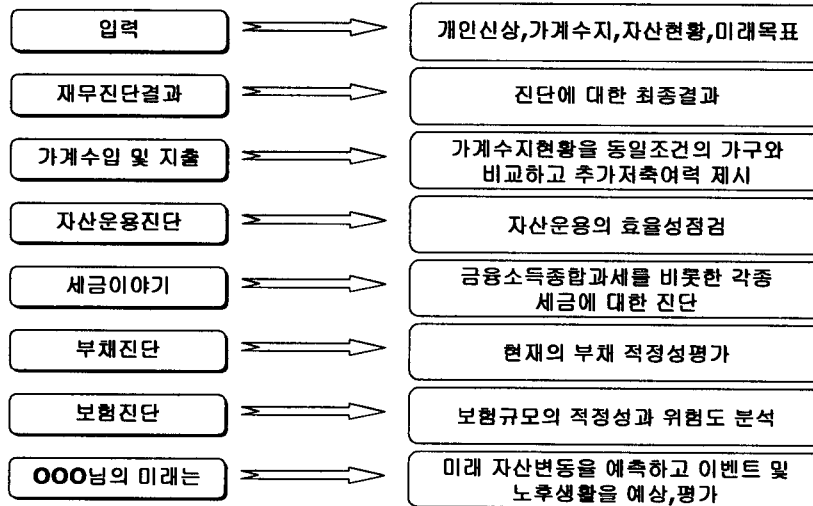 입력
개인신상,가계수지,자산현황,미래목표
재무진단결과
진단에 대한 최종결과
가계수입 및 지출
가계수지현황을 동일조건의 가구와
비교하고 추가저축여력 제시
자산운용진단
자산운용의 효율성점검
세금이야기
금융소득종합과세를 비롯한 각종
세금에 대한 진단
부채진단
현재의 부채 적정성평가
보험진단
보험규모의 적정성과 위험도 분석
OOO님의 미래는
미래 자산변동을 예측하고 이벤트 및
노후생활을 예상,평가